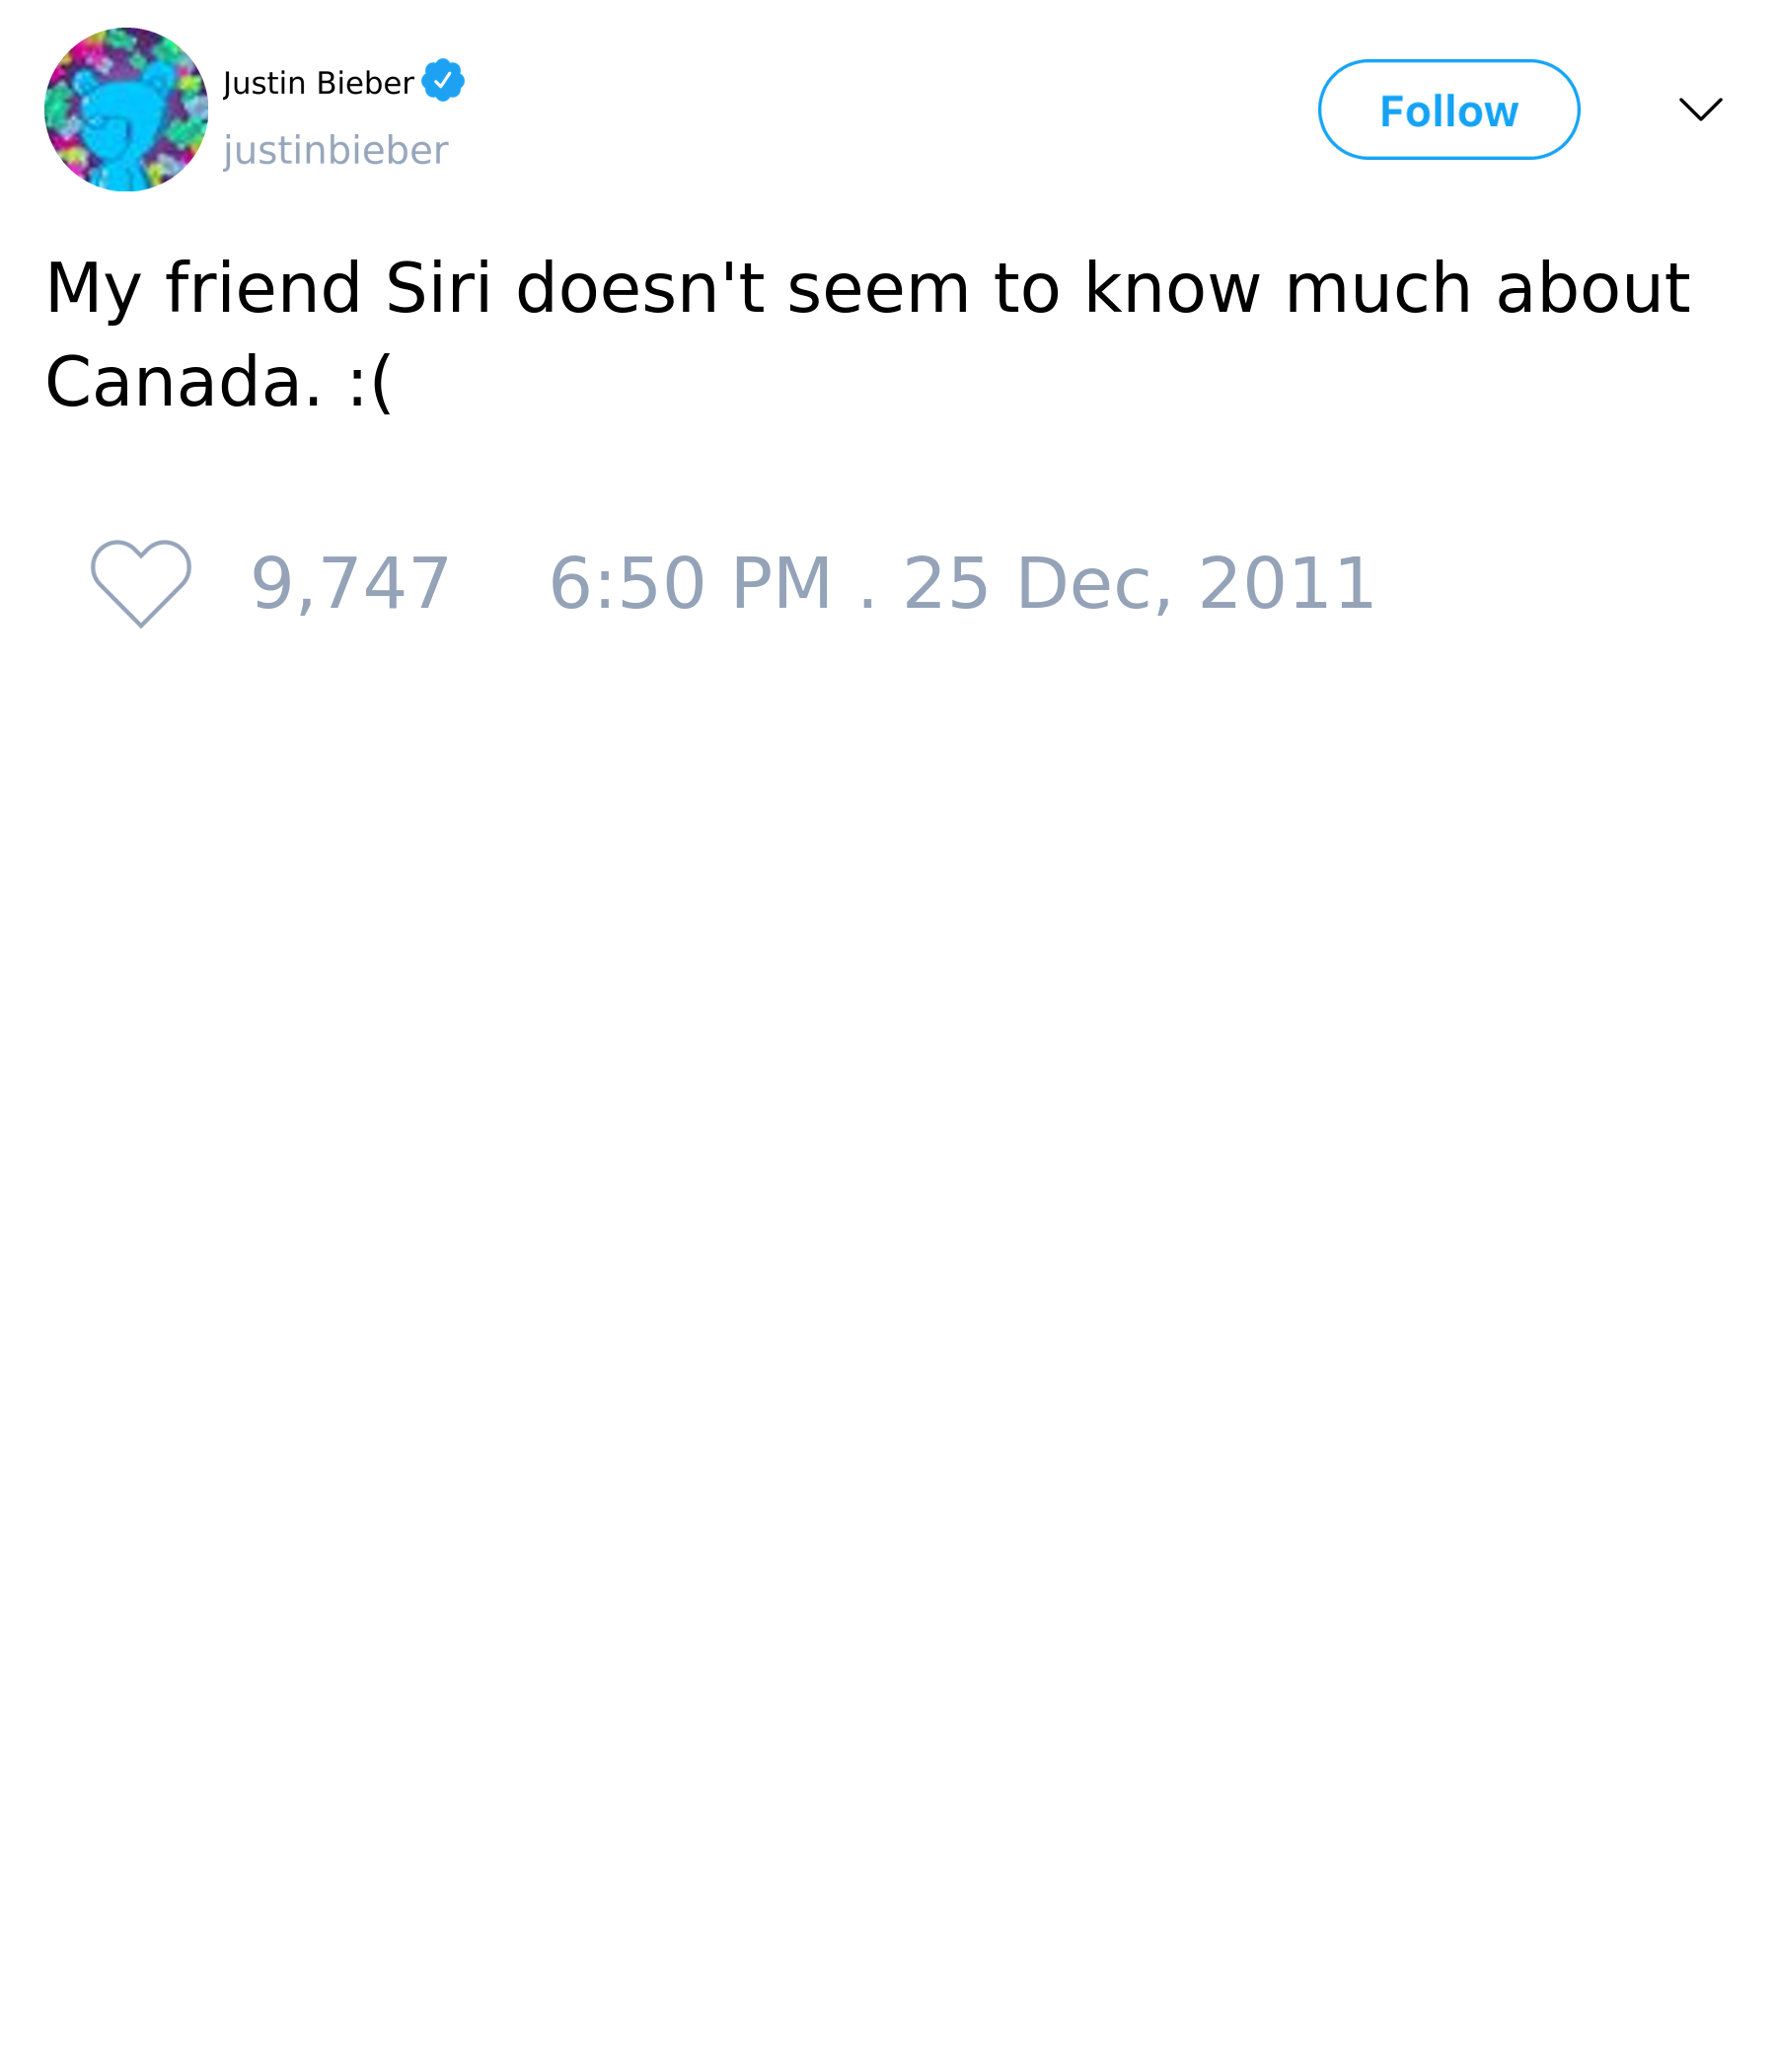 Justin Bieber
justinbieber
Follow
My friend Siri doesn't seem to know much about
Canada. :(
9,747 6:50 PM . 25 Dec, 2011